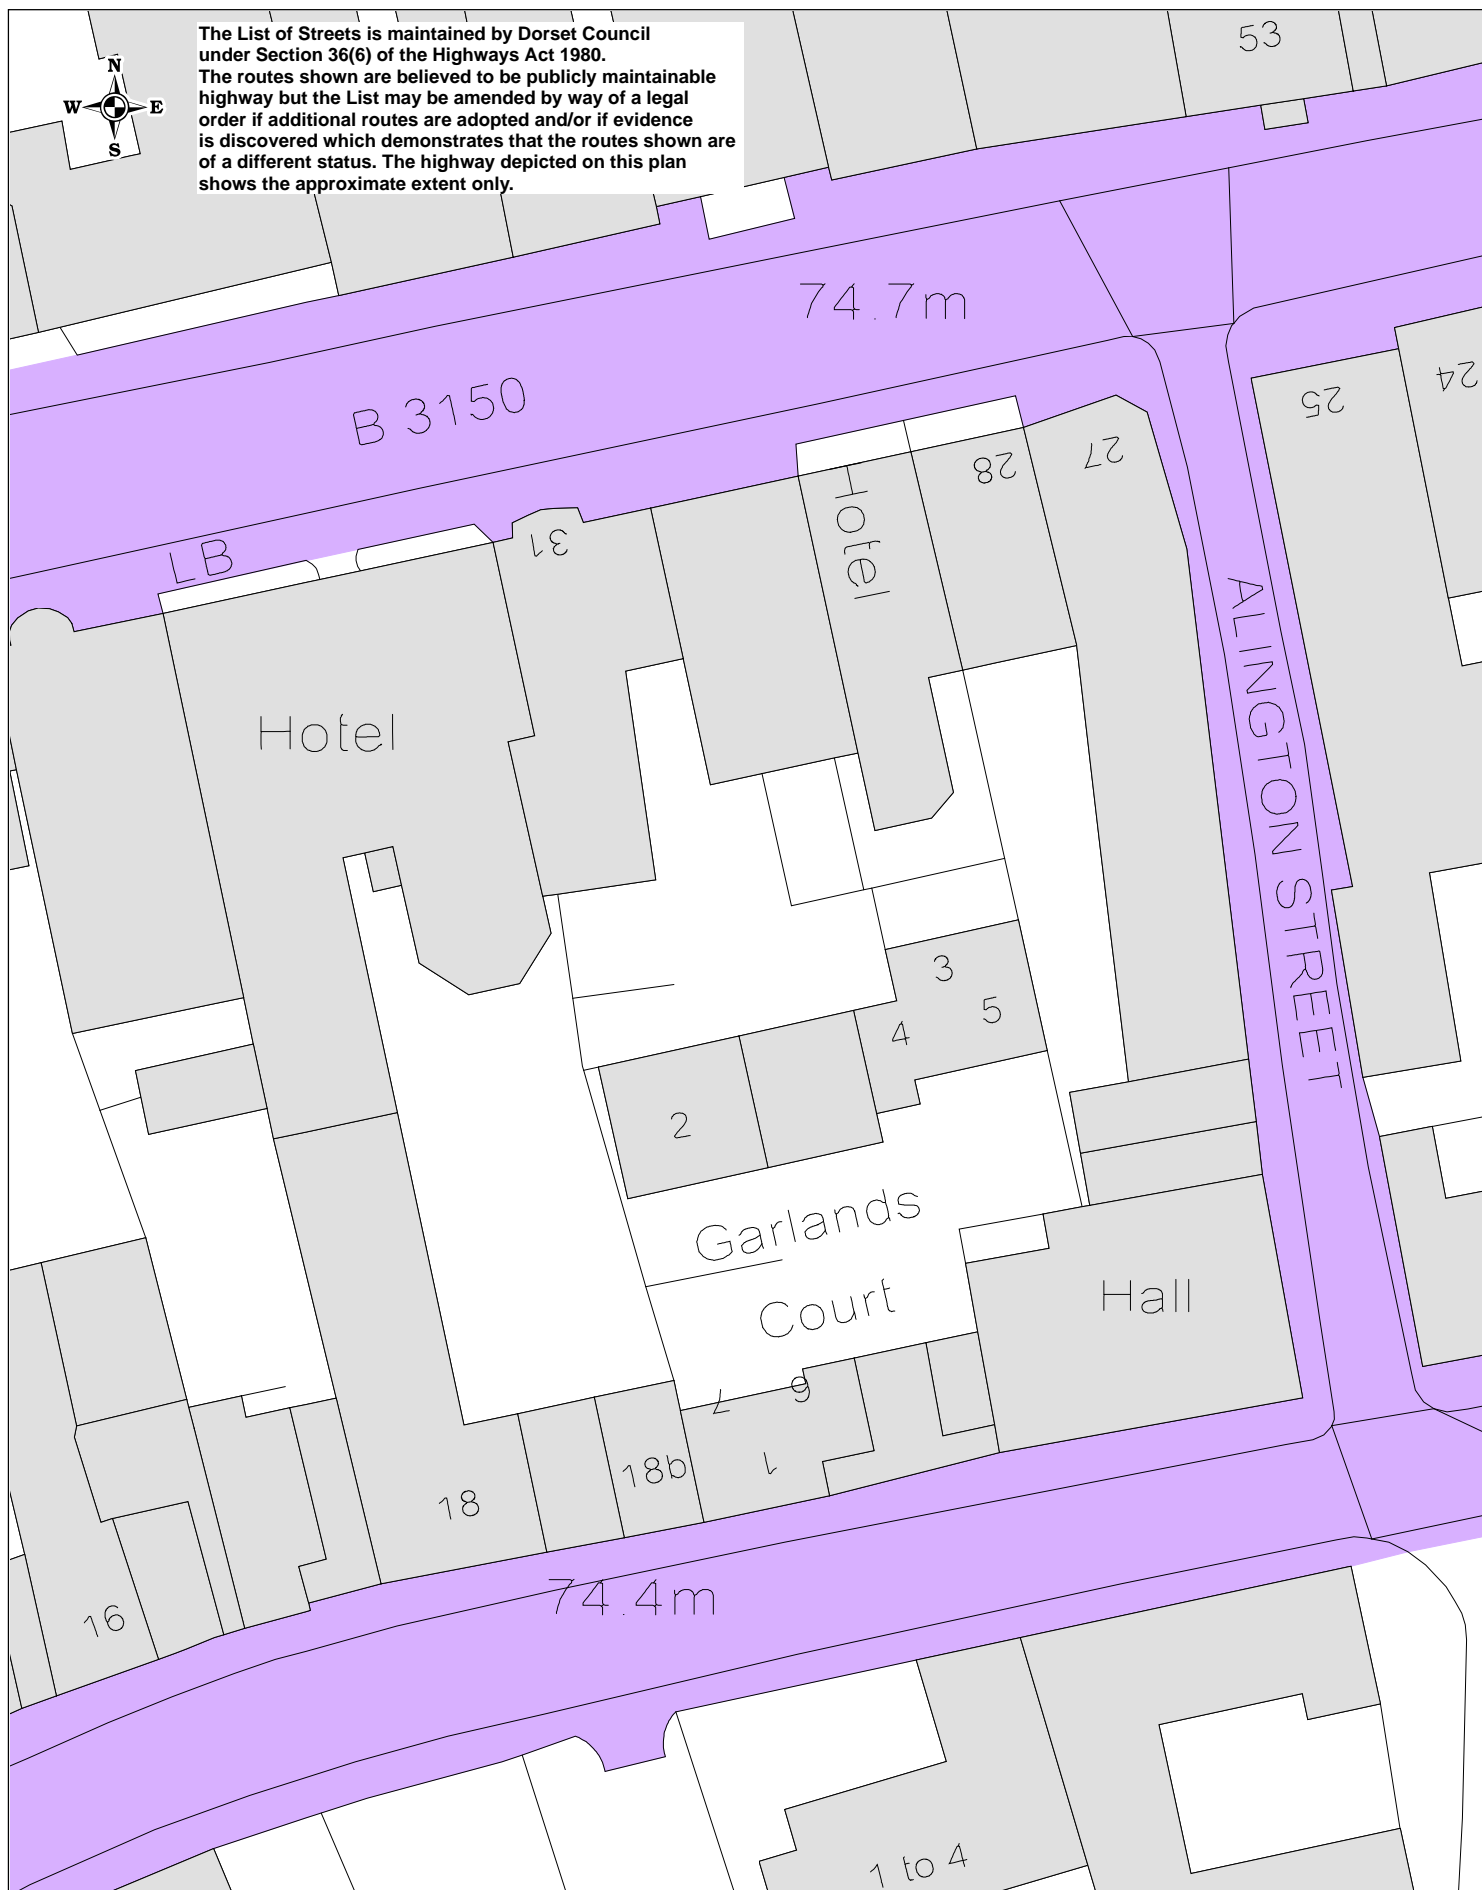 The List of Streets is maintained by Dorset Council
under Section 36(6) of the Highways Act 1980.
The routes shown are believed to be publicly maintainable
highway but the List may be amended by way of a legal
order if additional routes are adopted and/or if evidence
is discovered which demonstrates that the routes shown are
of a different status. The highway depicted on this plan
shows the approximate extent only.
N
W E
S
53
74.7m
B 3150
24
25
27
28
Hotel
31
LB
ALINGTON STREET
Hotel
3
5
4
2
Garlands
Court
Hall
6
7
1
18b
18
74.4m
16
1 to 4